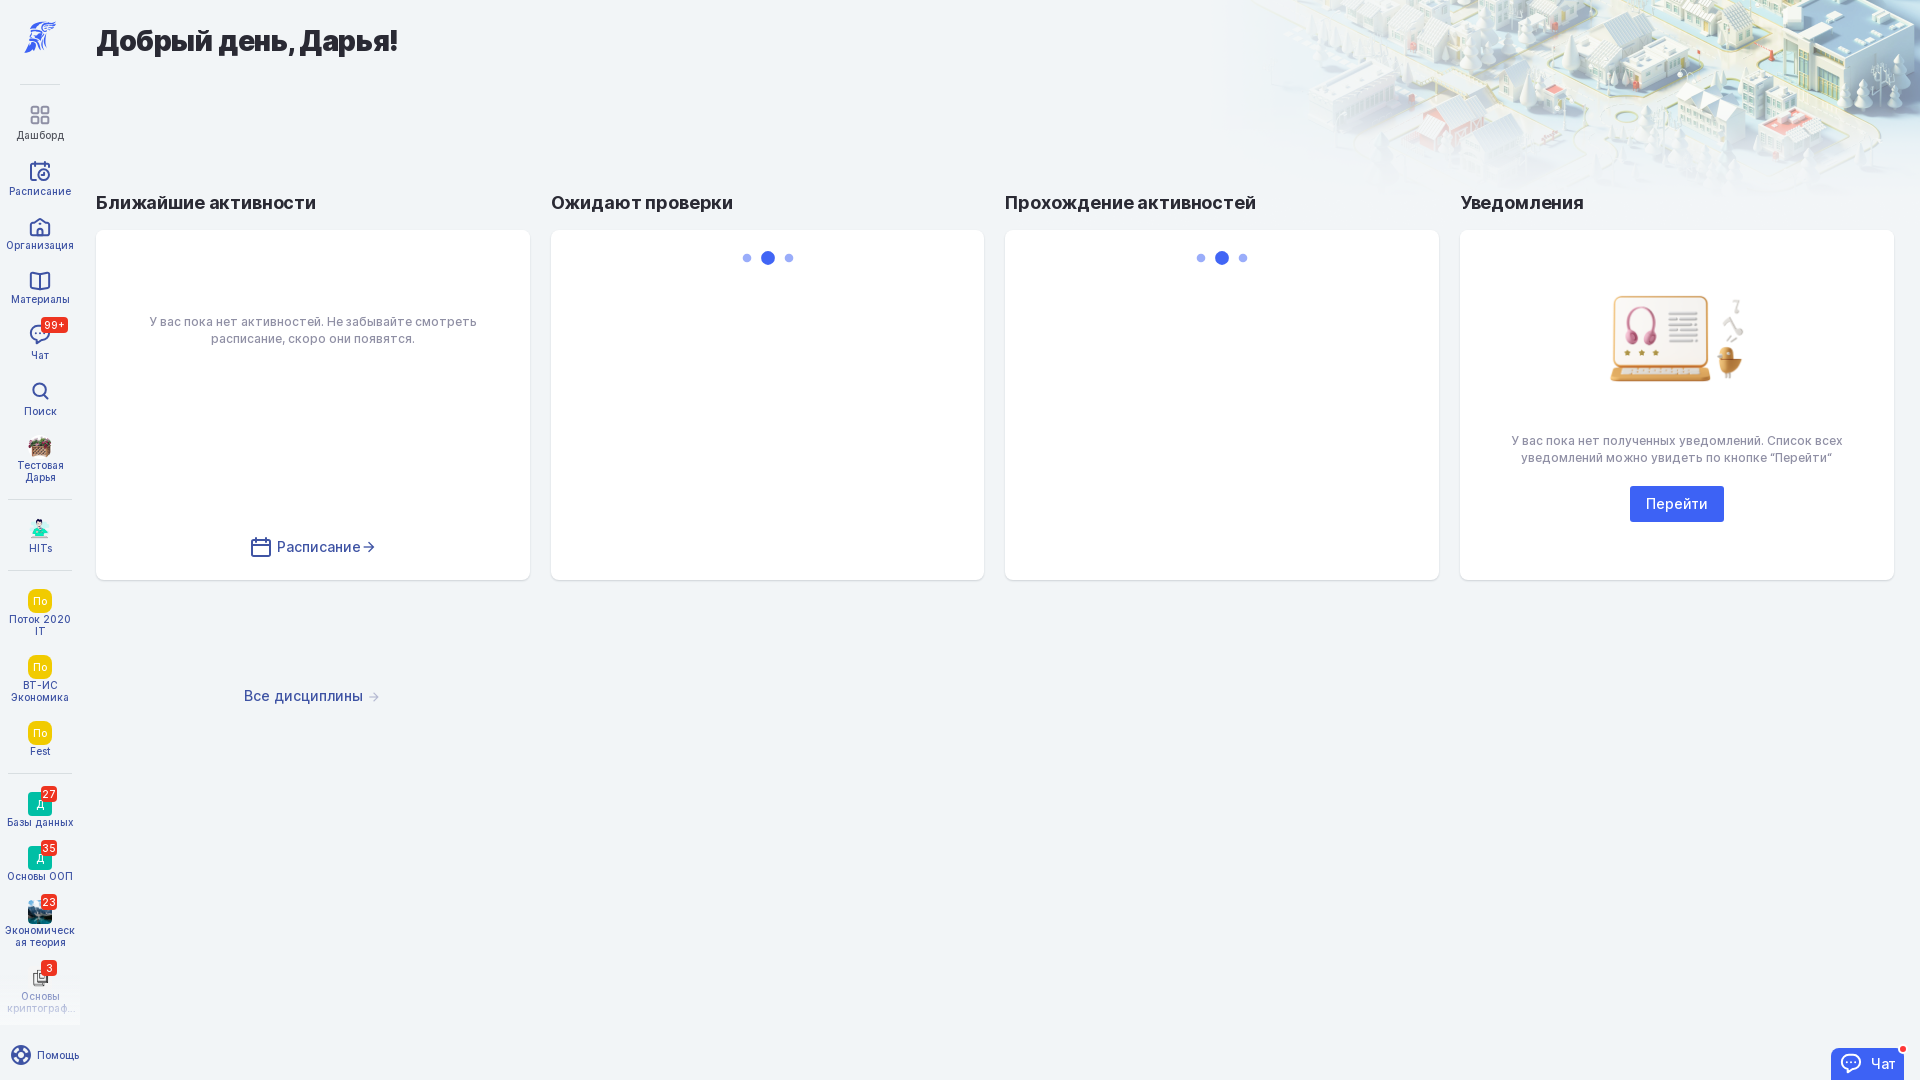 Добрый день, Дарья!
Дашборд
Расписание
Организация
Материалы
99+
Чат
Поиск
Тестовая
Дарья
HITs
По
Поток 2020
IT
По
ВТ-ИС
Экономика
По
Fest
27
Д
Базы данных
35
Д
Основы ООП
23
Экономическ
ая теория
3
Основы
криптограф...
Помощь
Ближайшие активности
У вас пока нет активностей. Не забывайте смотреть
расписание, скоро они появятся.
Расписание
Ожидают проверки
Прохождение активностей
Уведомления
У вас пока нет полученных уведомлений. Список всех
уведомлений можно увидеть по кнопке “Перейти”
Перейти
Все дисциплины
Чат